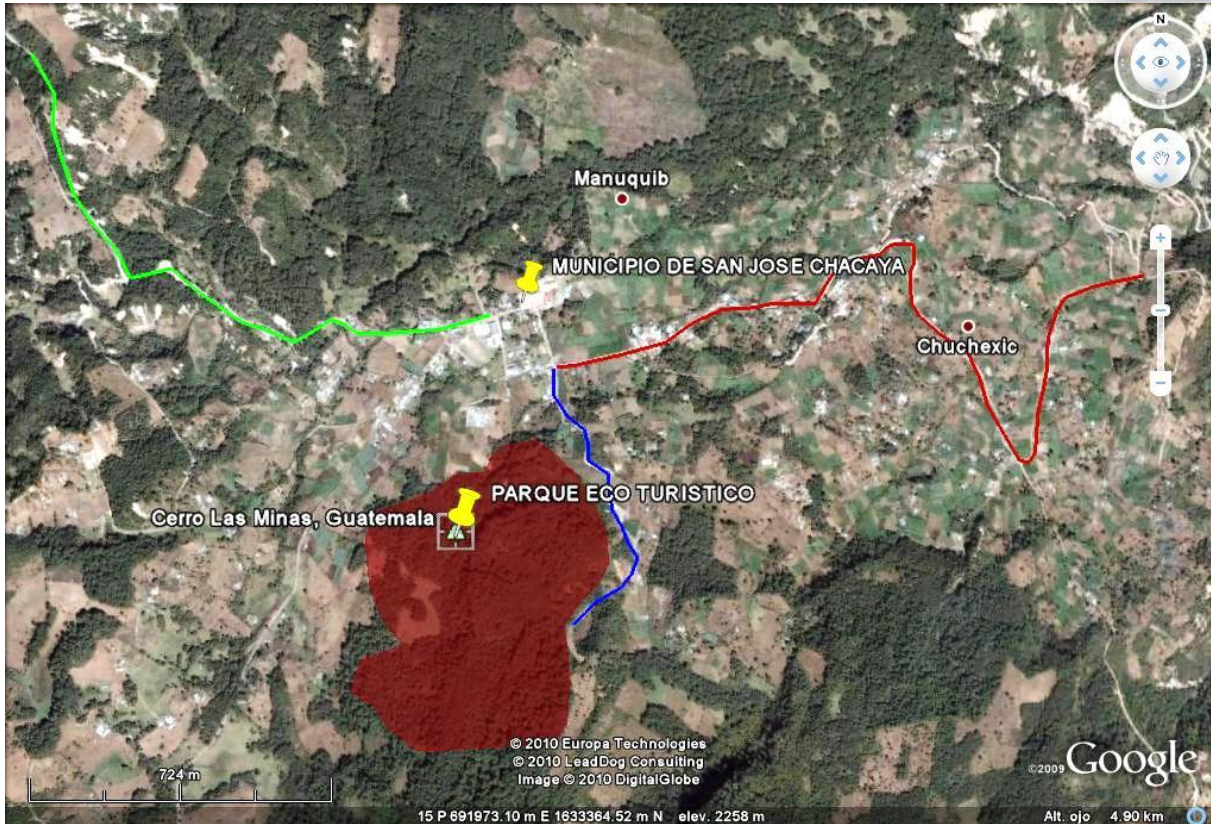 N
Manuquib
MUNICIPIO DE SAN JOSE CHACAYA
Chuchexic
PARQUE ECO TURISTICO
Cerro Las Minas, Guatemala
© 2010 Europa Technologies
© 2010 LeadDog Consulting
Image © 2010 DigitalGlobe
©2009 Google
724 m
15 P 691973.10 m E 1633364.52 m N elev. 2258 m
Alt. ojo 4.90 km